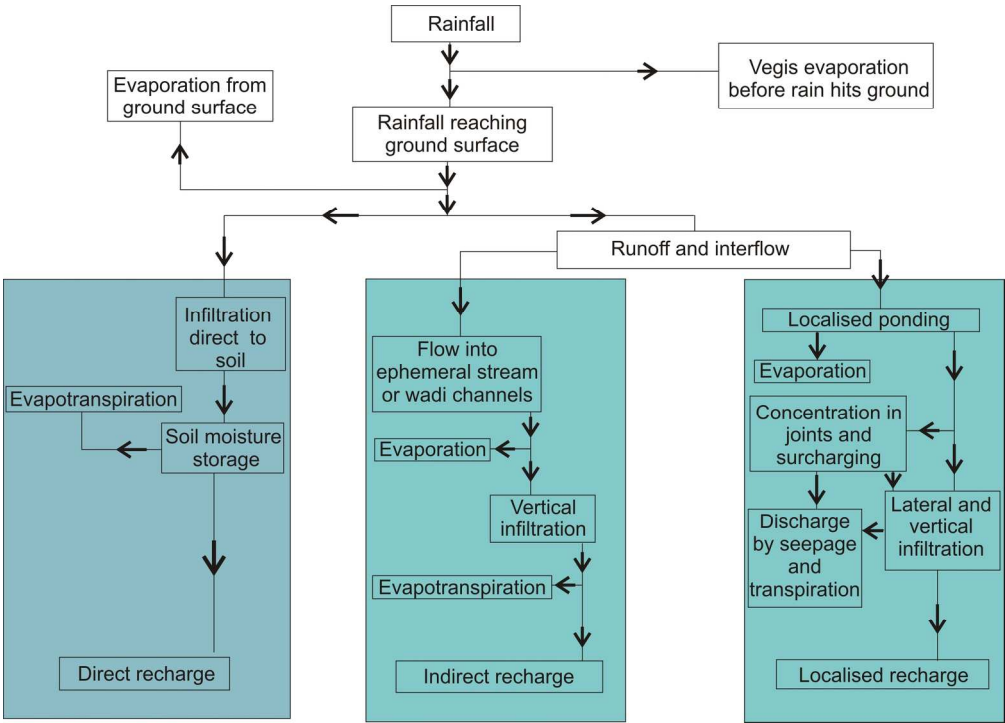 Rainfall
Evaporation from
ground surface
Vegis evaporation
before rain hits ground
Rainfall reaching
ground surface
Runoff and interflow
Infiltration
direct to
soil
Evapotranspiration
Soil moisture
storage
Direct recharge
Flow into
ephemeral stream
or wadi channels
Evaporation
Vertical
infiltration
Evapotranspiration
Indirect recharge
Localised ponding
Evaporation
Concentration in
joints and
surcharging
Discharge
by seepage
and
transpiration
Lateral and
vertical
infiltration
Localised recharge